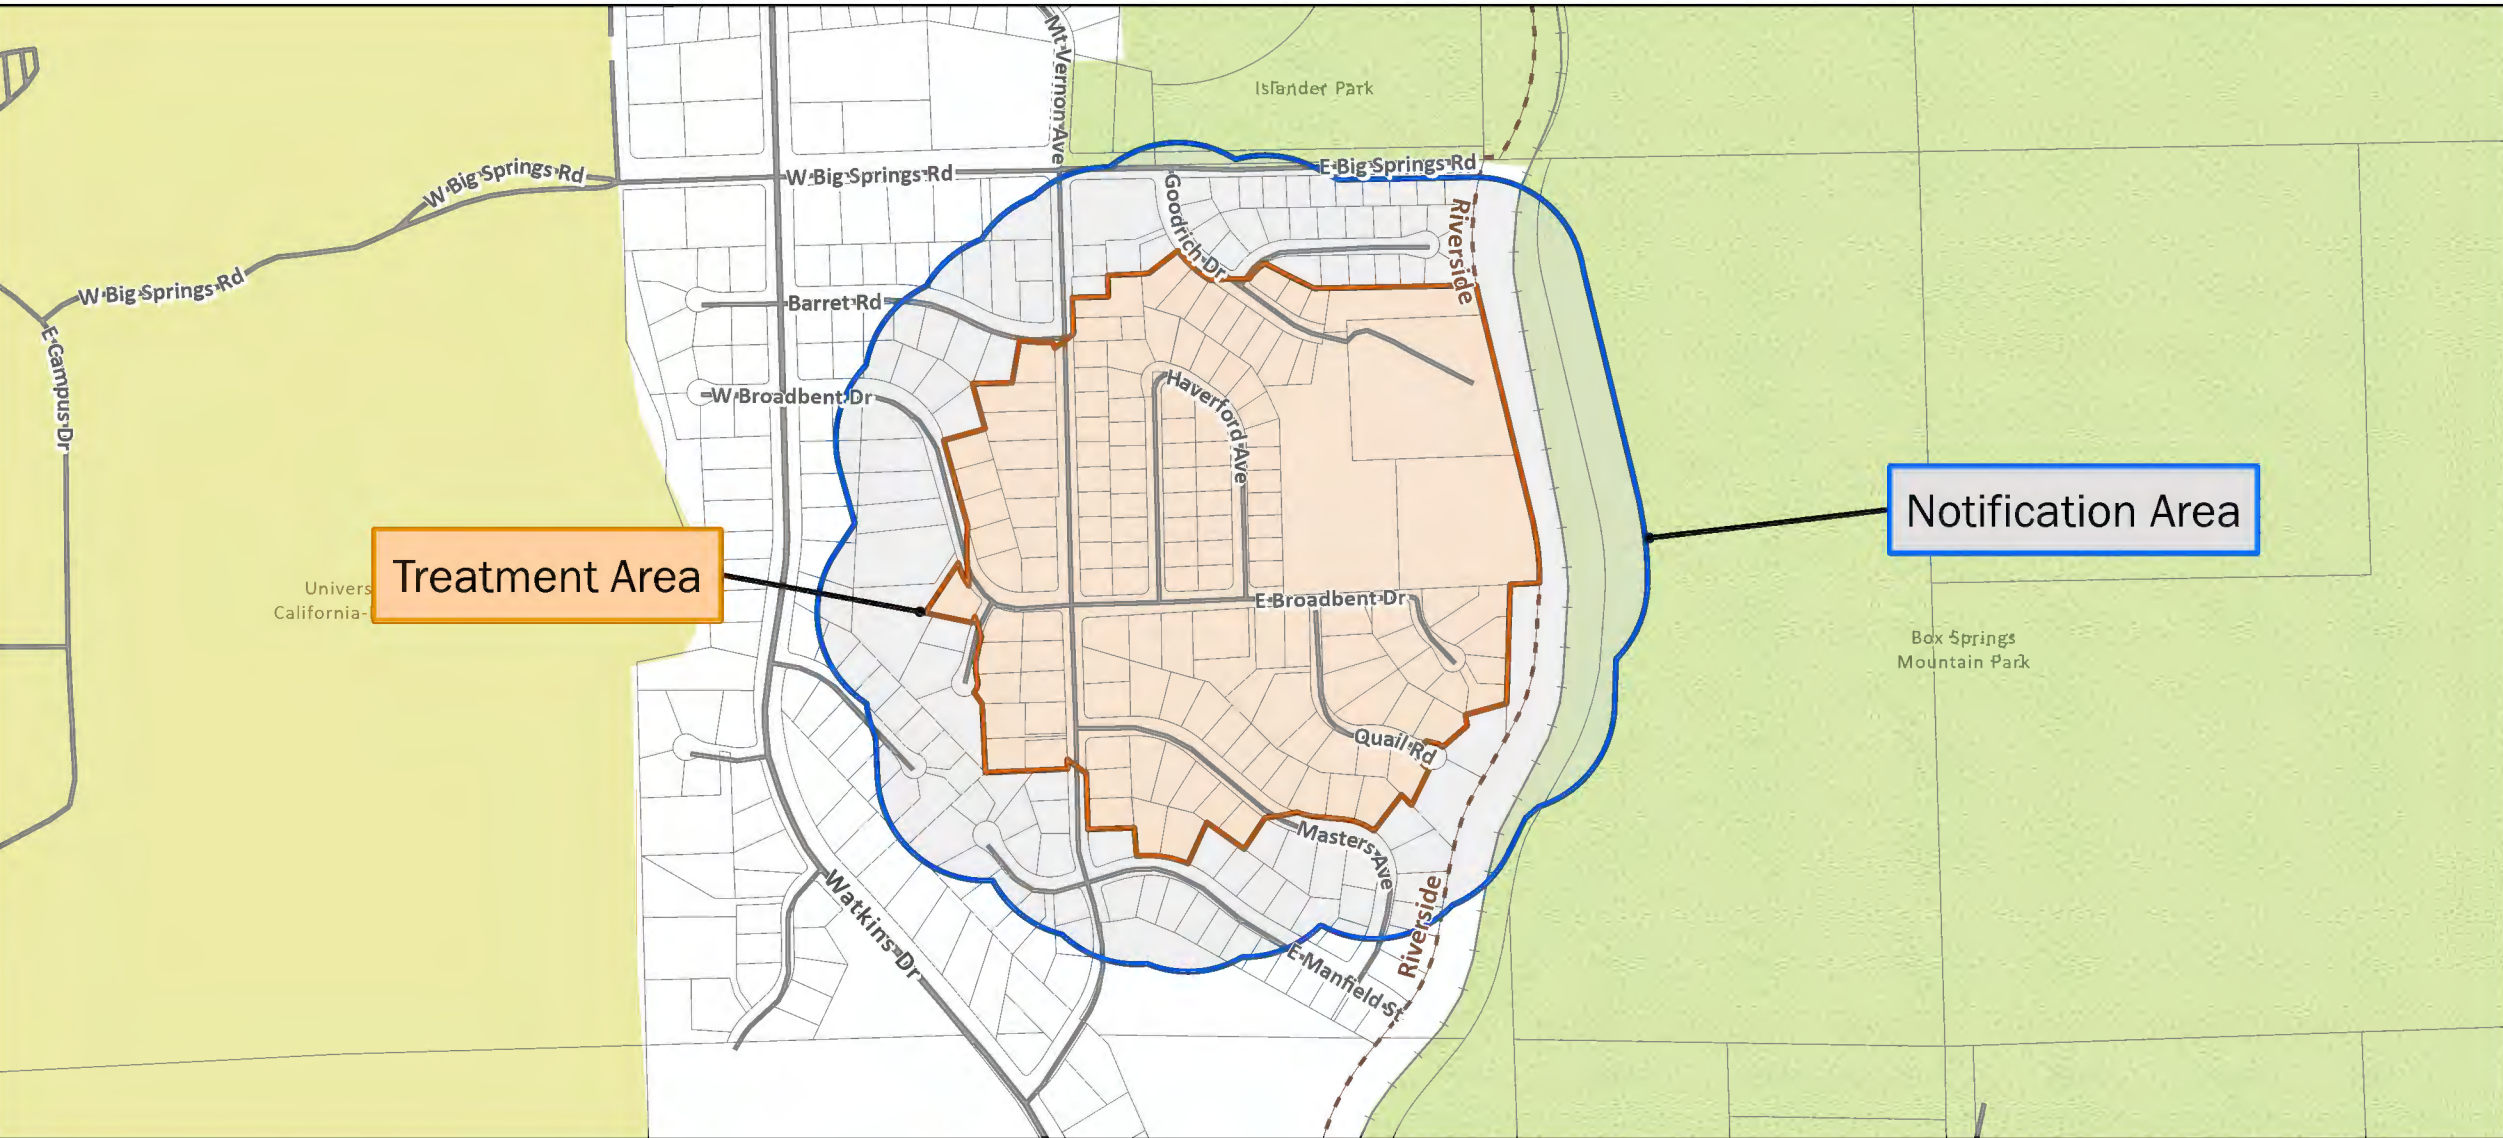 Mt Vernon Ave
Islander Park
E Big Springs Rd
W Big Springs Rd
W Big Springs Rd
Goodrich Dr
Riverside
W Big Springs Rd
Barret Rd
E Campus Dr
W Broadbent Dr
Haverford Ave
Notification Area
Treatment Area
Univers
California-
E Broadbent Dr
Box Springs
Mountain Park
Quail Rd
Masters Ave
Watkins Dr
Riverside
E Manfield St